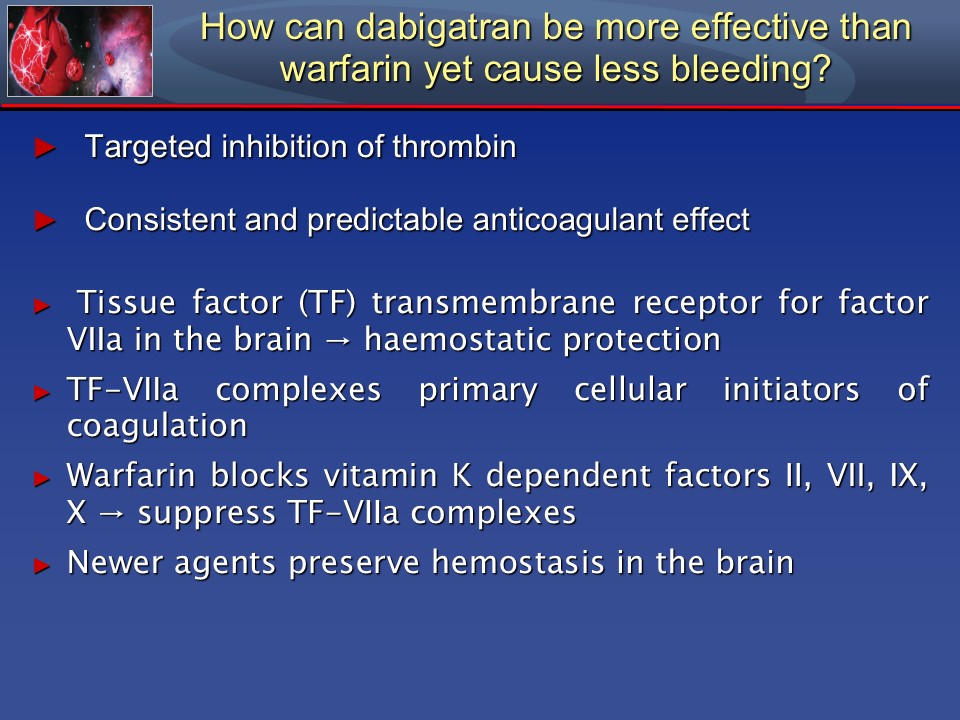 How can dabigatran be more effective than
warfarin yet cause less bleeding?
► Targeted inhibition of thrombin
► Consistent and predictable anticoagulant effect
► Tissue factor (TF) transmembrane receptor for factor
VIIa in the brain → haemostatic protection
► TF-VIIa complexes primary cellular initiators of
coagulation
► Warfarin blocks vitamin K dependent factors II, VII, IX,
X → suppress TF-VIIa complexes
► Newer agents preserve hemostasis in the brain